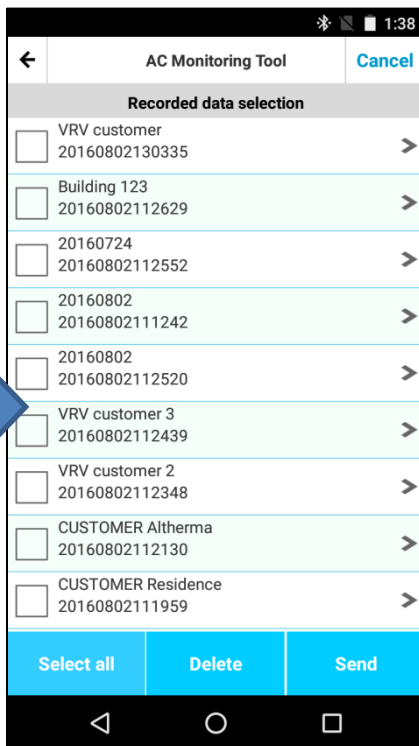 1:38
AC Monitoring Tool
Cancel
Recorded data selection
VRV customer
20160802130335
Building 123
20160802112629
20160724
20160802112552
20160802
20160802111242
20160802
20160802112520
VRV customer 3
20160802112439
VRV customer 2
20160802112348
CUSTOMER Altherma
20160802112130
CUSTOMER Residence
20160802111959
Select all
Delete
Send